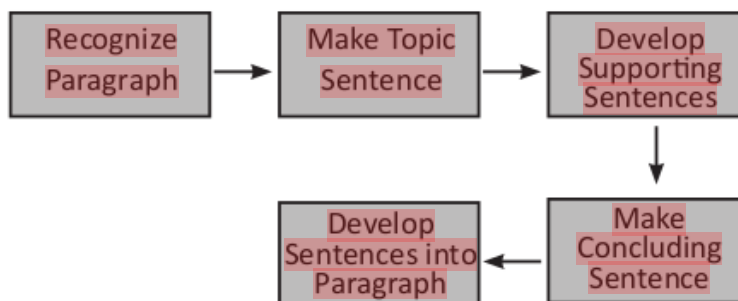 Recognize
Paragraph
Make Topic
Sentence
Develop
Supporting
Sentences
Make
Concluding
Sentence
Develop
Sentences into
Paragraph